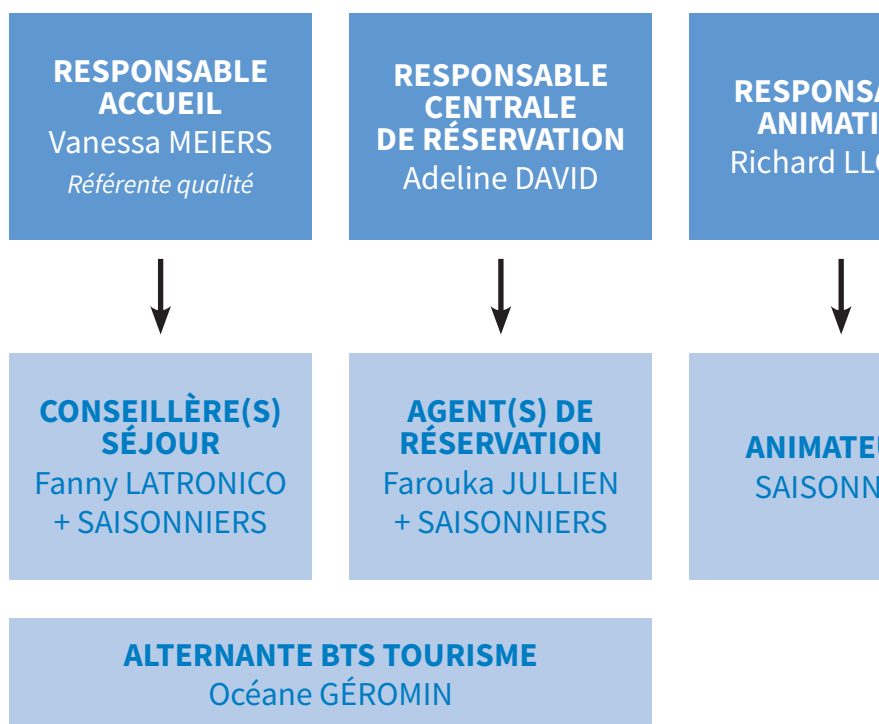 RESPONSABLE
ACCUEIL
Vanessa MEIERS
Référente qualité
RESPONSABLE
CENTRALE
DE RÉSERVATION
Adeline DAVID
Richard
CONSEILLÈRE(S)
SÉJOUR
Fanny LATRONICO
+ SAISONNIERS
AGENT(S) DE
RÉSERVATION
Farouka JULLIEN
+ SAISONNIERS
ALTERNANTE BTS TOURISME
Océane GÉROMIN